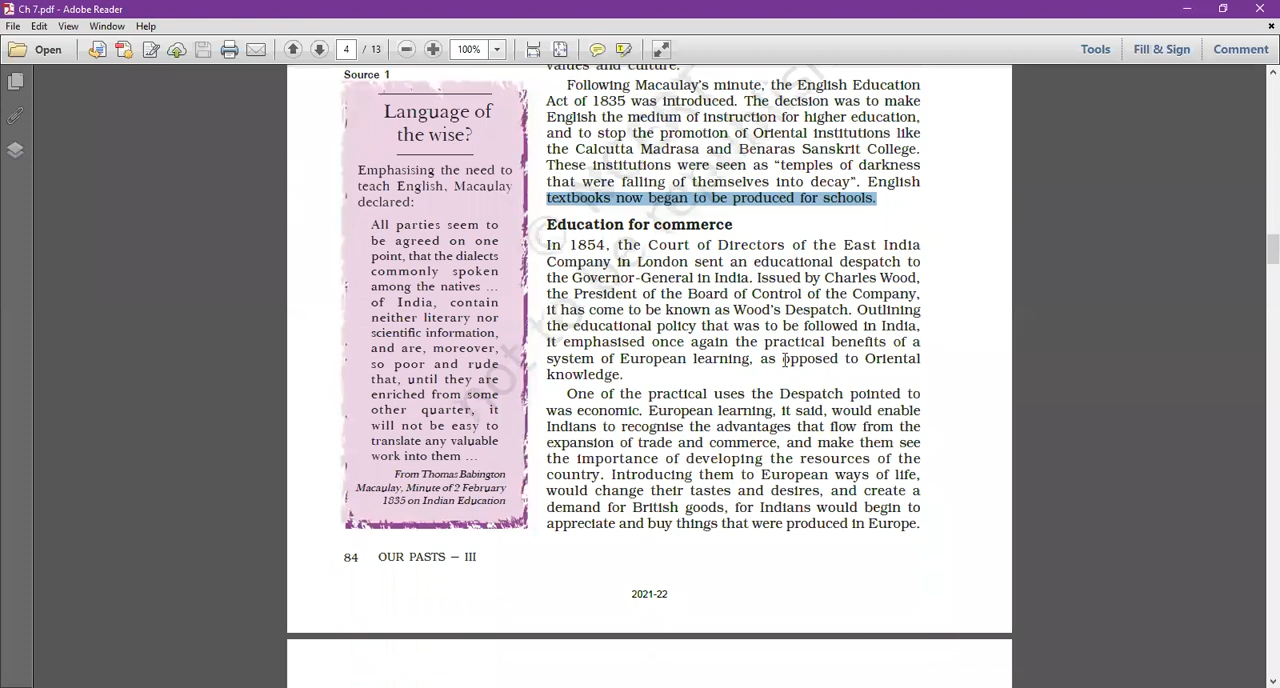 Ch 7.pdf - Adobe Reader
File Edit View Window Help
Open 4 / 13 100% Tools Fill & Sign Comment
Source 1
Language of
the wise?
Emphasising the need to
teach English, Macaulay
declared:
All parties seem to
be agreed on one
point, that the dialects
commonly spoken
among the natives ...
of India, contain
neither literary nor
scientific information,
and are, moreover,
so poor and rude
that, until they are
enriched from some
other quarter, it
will not be easy to
translate any valuable
work into them ...
From Thomas Babington
Macaulay, Minute of 2 February
1835 on Indian Education
values and culture.
Following Macaulay's minute, the English Education
Act of 1835 was introduced. The decision was to make
English the medium of instruction for higher education,
and to stop the promotion of Oriental institutions like
the Calcutta Madrasa and Benaras Sanskrit College.
These institutions were seen as “temples of darkness
that were falling of themselves into decay”. English
textbooks now began to be produced for schools.
Education for commerce
In 1854, the Court of Directors of the East India
Company in London sent an educational despatch to
the Governor-General in India. Issued by Charles Wood,
the President of the Board of Control of the Company,
it has come to be known as Wood's Despatch. Outlining
the educational policy that was to be followed in India,
it emphasised once again the practical benefits of a
system of European learning, as opposed to Oriental
knowledge.
One of the practical uses the Despatch pointed to
was economic. European learning, it said, would enable
Indians to recognise the advantages that flow from the
expansion of trade and commerce, and make them see
the importance of developing the resources of the
country. Introducing them to European ways of life,
would change their tastes and desires, and create a
demand for British goods, for Indians would begin to
appreciate and buy things that were produced in Europe.
84 OUR PASTS – III
2021-22